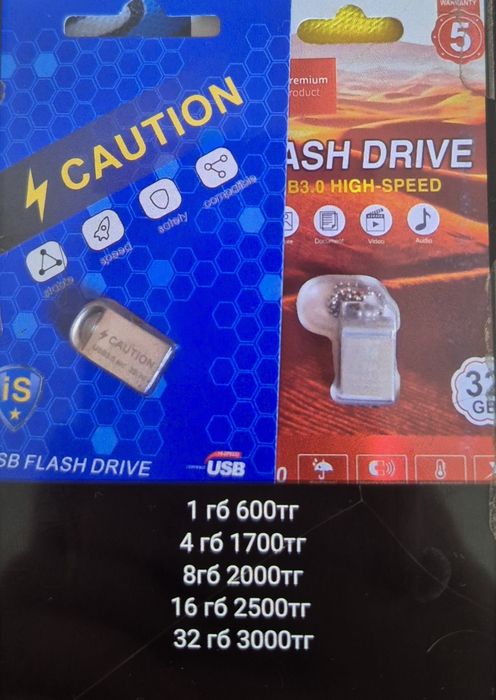 WARRANTY
5
remium
roduct
CAUTION
ASH DRIVE
B3.0 HIGH-SPEED
stable
speed
safety
compatible
Document
Video
Audio
CAUTION
iS
32
GB
SB FLASH DRIVE
USB
1 гб 600тг
4 гб 1700тг
8гб 2000тг
16 гб 2500тг
32 гб 3000тг